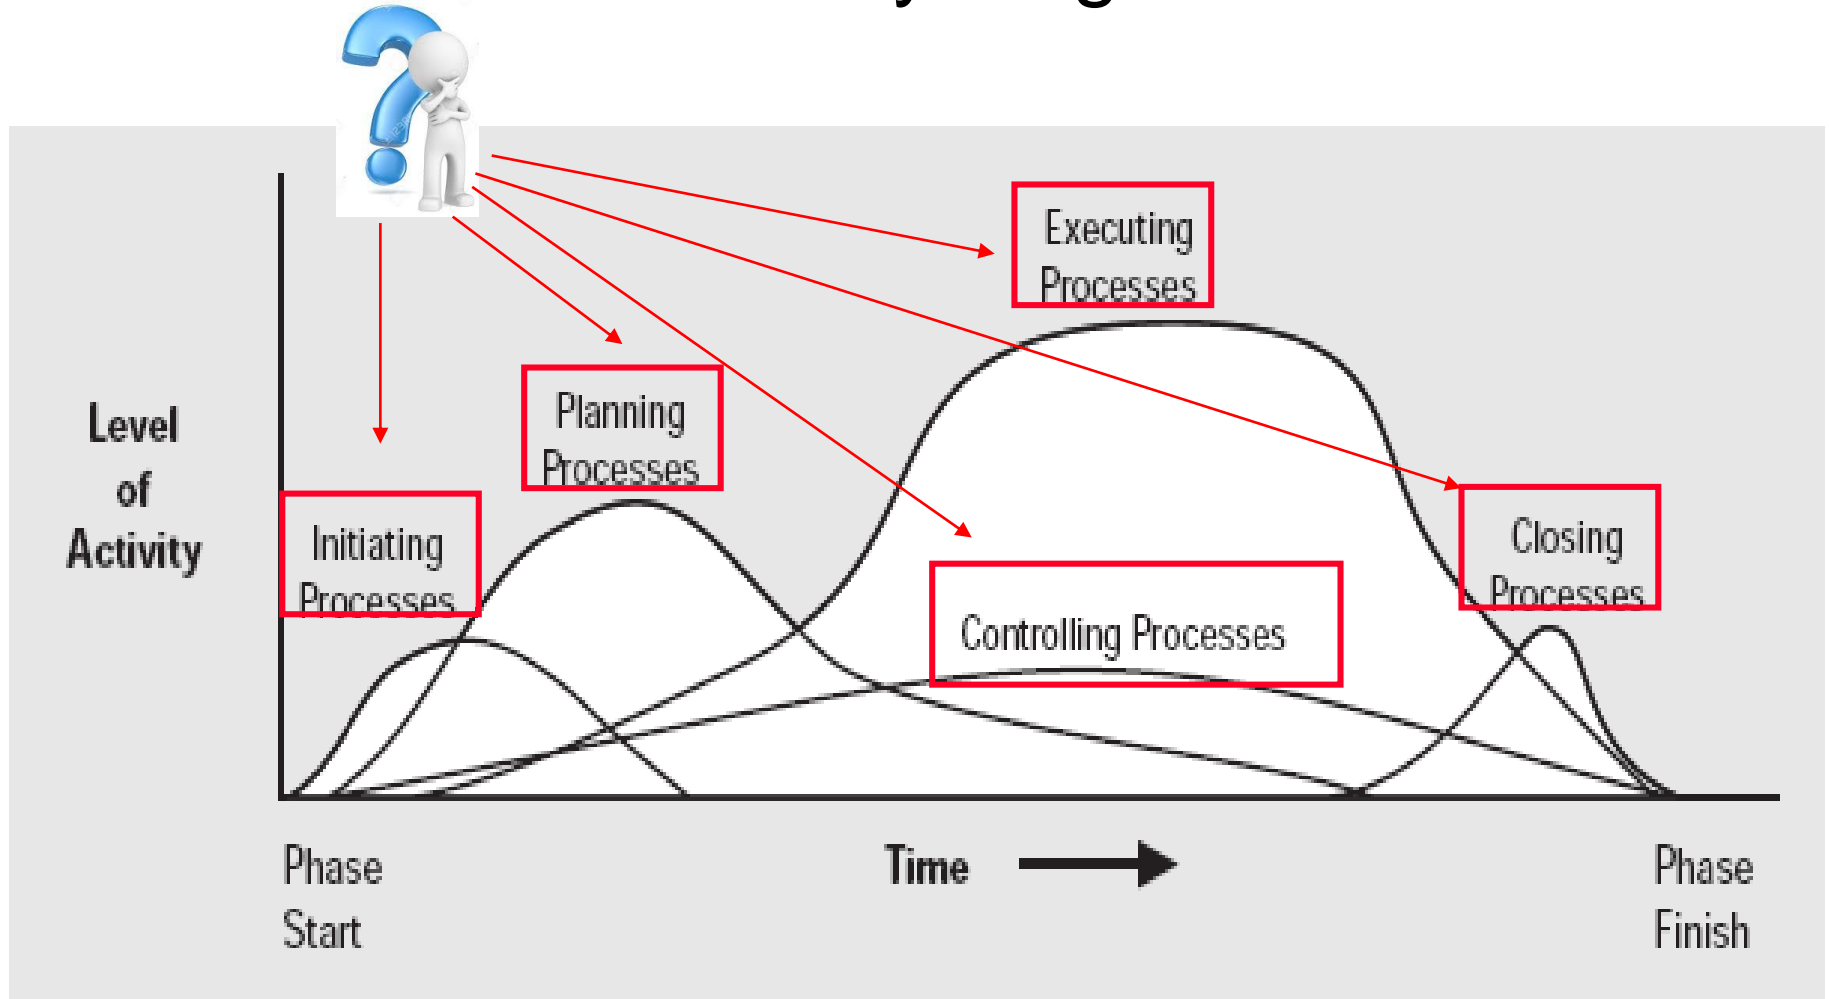 Executing
Processes
Planning
Processes
Level
of
Activity
Initiating
Processes
Closing
Processes
Controlling Processes
Phase
Start
Time
Phase
Finish